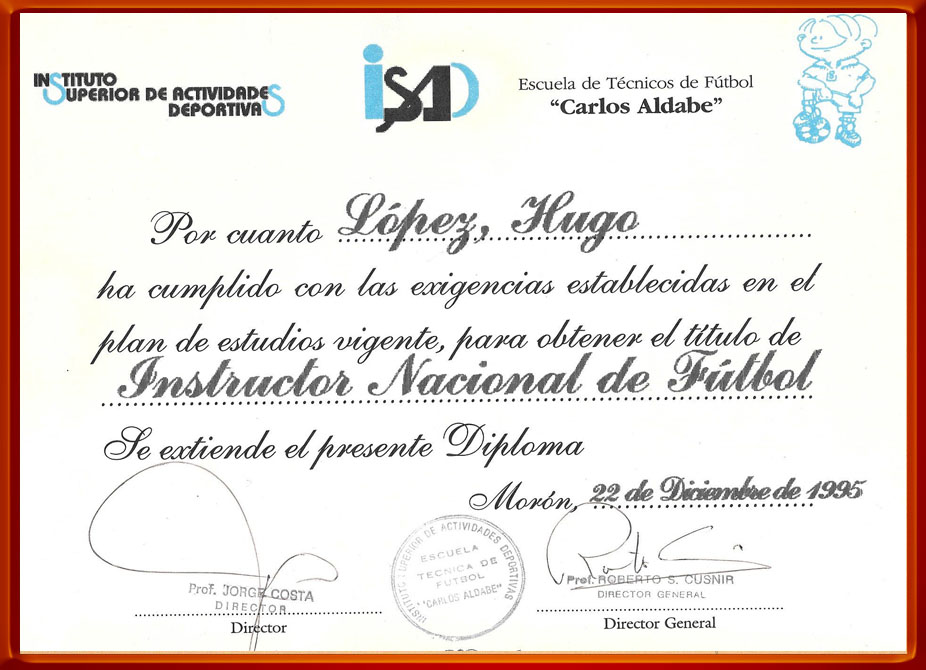 INSTITUTO
SUPERIOR DE ACTIVIDADES
DEPORTIVAS
iSAD
Escuela de Técnicos de Fútbol
“Carlos Aldabe”
Por cuanto López, Hugo
ha cumplido con las exigencias establecidas en el
plan de estudios vigente, para obtener el título de
Instructor Nacional de Fútbol
Se extiende el presente Diploma
Morón, 22 de Diciembre de 1995
Prof. JORGE COSTA
DIRECTOR
Director
INSTITUTO SUPERIOR DE ACTIVIDADES DEPORTIVAS
ESCUELA
TECNICA DE
FUTBOL
"CARLOS ALDABE"
Prof. ROBERTO S. CUSNIR
DIRECTOR GENERAL
Director General